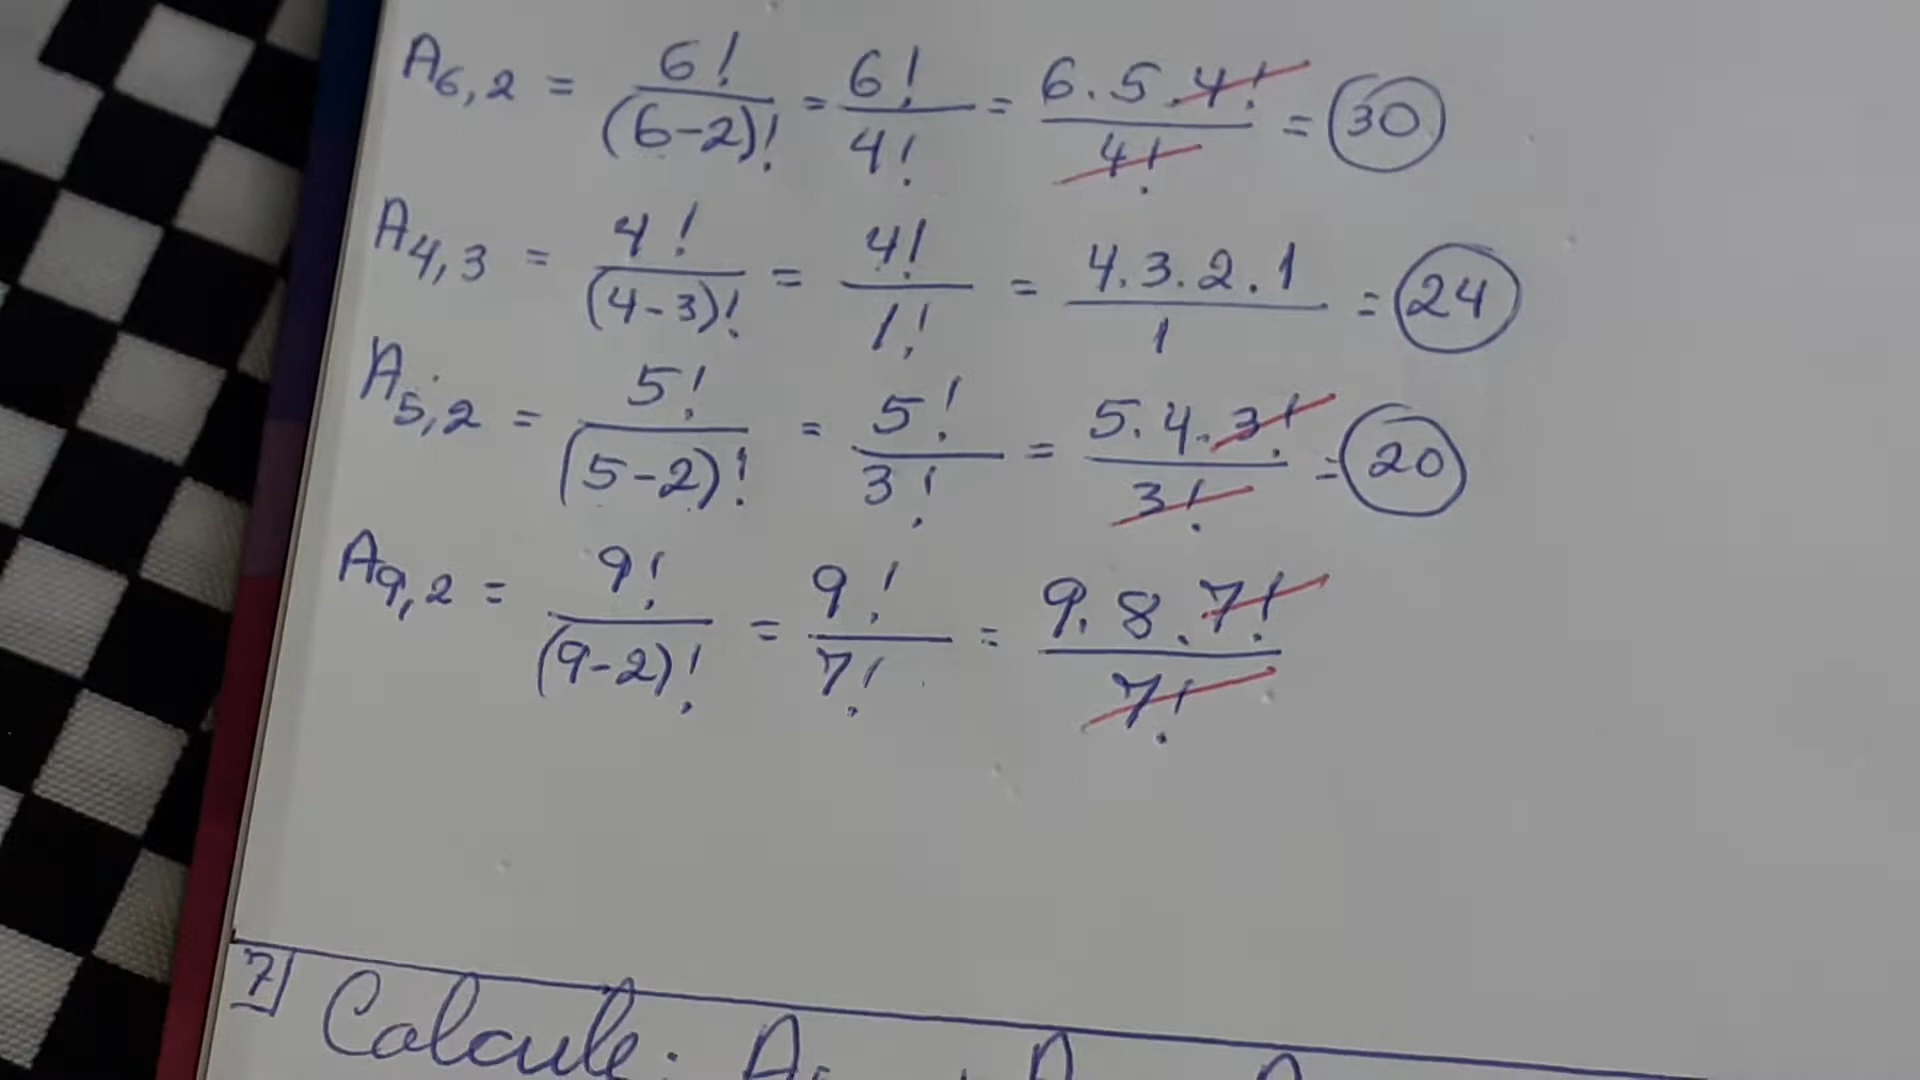 A6,2 = 6!/(6-2)! = 6!/4! = 6.5.4!/4! = 30
A4,3 = 4!/(4-3)! = 4!/1! = 4.3.2.1/1 = 24
A5,2 = 5!/(5-2)! = 5!/3! = 5.4.3!/3! = 20
A9,2 = 9!/(9-2)! = 9!/7! = 9.8.7!/7!
7 Calcule: A